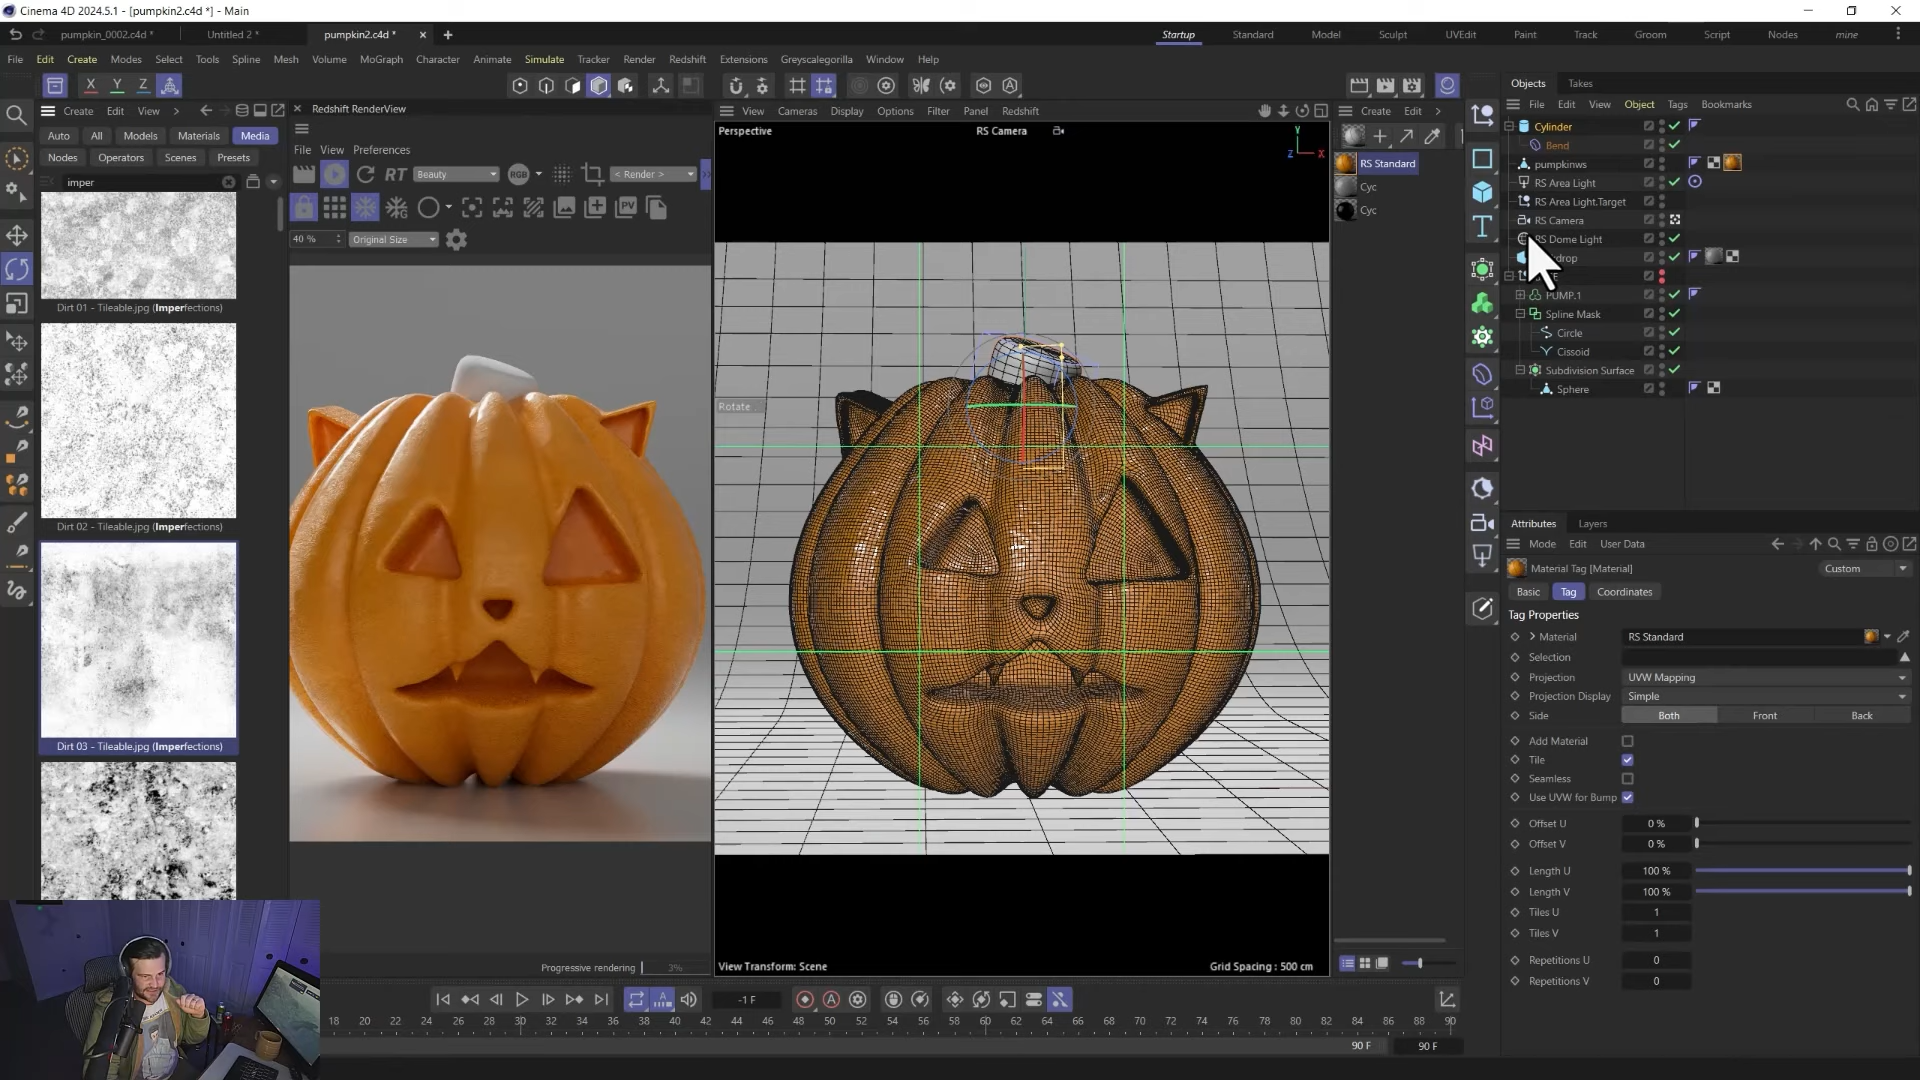 Cinema 4D 2024.5.1 - [pumpkin2.c4d *] - Main
pumpkin_0002.c4d *
Untitled 2 *
pumpkin2.c4d *
Startup Standard Model Sculpt UVEdit Paint Track Groom Script Nodes mine
File Edit Create Modes Select Tools Spline Mesh Volume MoGraph Character Animate Simulate Tracker Render Redshift Extensions Greyscalegorilla Window Help
X Y Z
Objects Takes
Create Edit View
Redshift RenderView
View Cameras Display Options Filter Panel Redshift
Create Edit
File Edit View Object Tags Bookmarks
Auto All Models Materials Media
Nodes Operators Scenes Presets
imper
Dirt 01 - Tileable.jpg (Imperfections)
Dirt 02 - Tileable.jpg (Imperfections)
Dirt 03 - Tileable.jpg (Imperfections)
File View Preferences
RT Beauty RGB < Render >
PV
40 % Original Size
Progressive rendering 3%
Perspective
RS Camera
Y
Z X
Rotate
View Transform: Scene
Grid Spacing : 500 cm
RS Standard
Cyc
Cyc
Cylinder
Bend
pumpkinws
RS Area Light
RS Area Light.Target
RS Camera
RS Dome Light
PUMP.1
Spline Mask
Circle
Cissoid
Subdivision Surface
Sphere
Attributes Layers
Mode Edit User Data
Material Tag [Material]
Custom
Basic Tag Coordinates
Tag Properties
Material RS Standard
Selection
Projection UVW Mapping
Projection Display Simple
Side Both Front Back
Add Material
Tile
Seamless
Use UVW for Bump
Offset U 0 %
Offset V 0 %
Length U 100 %
Length V 100 %
Tiles U 1
Tiles V 1
Repetitions U 0
Repetitions V 0
-1 F
18 20 22 24 26 28 30 32 34 36 38 40 42 44 46 48 50 52 54 56 58 60 62 64 66 68 70 72 74 76 78 80 82 84 86 88 90
90 F 90 F